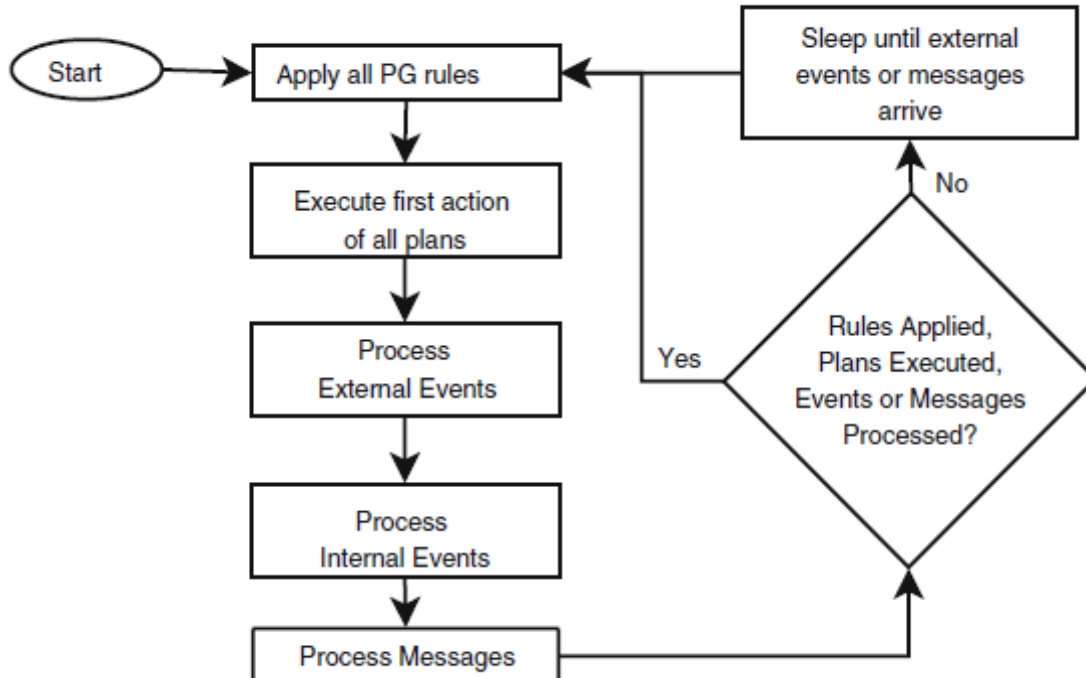 Start
Apply all PG rules
Execute first action
of all plans
Process
External Events
Process
Internal Events
Process Messages
Rules Applied,
Plans Executed,
Events or Messages
Processed?
Yes
No
Sleep until external
events or messages
arrive